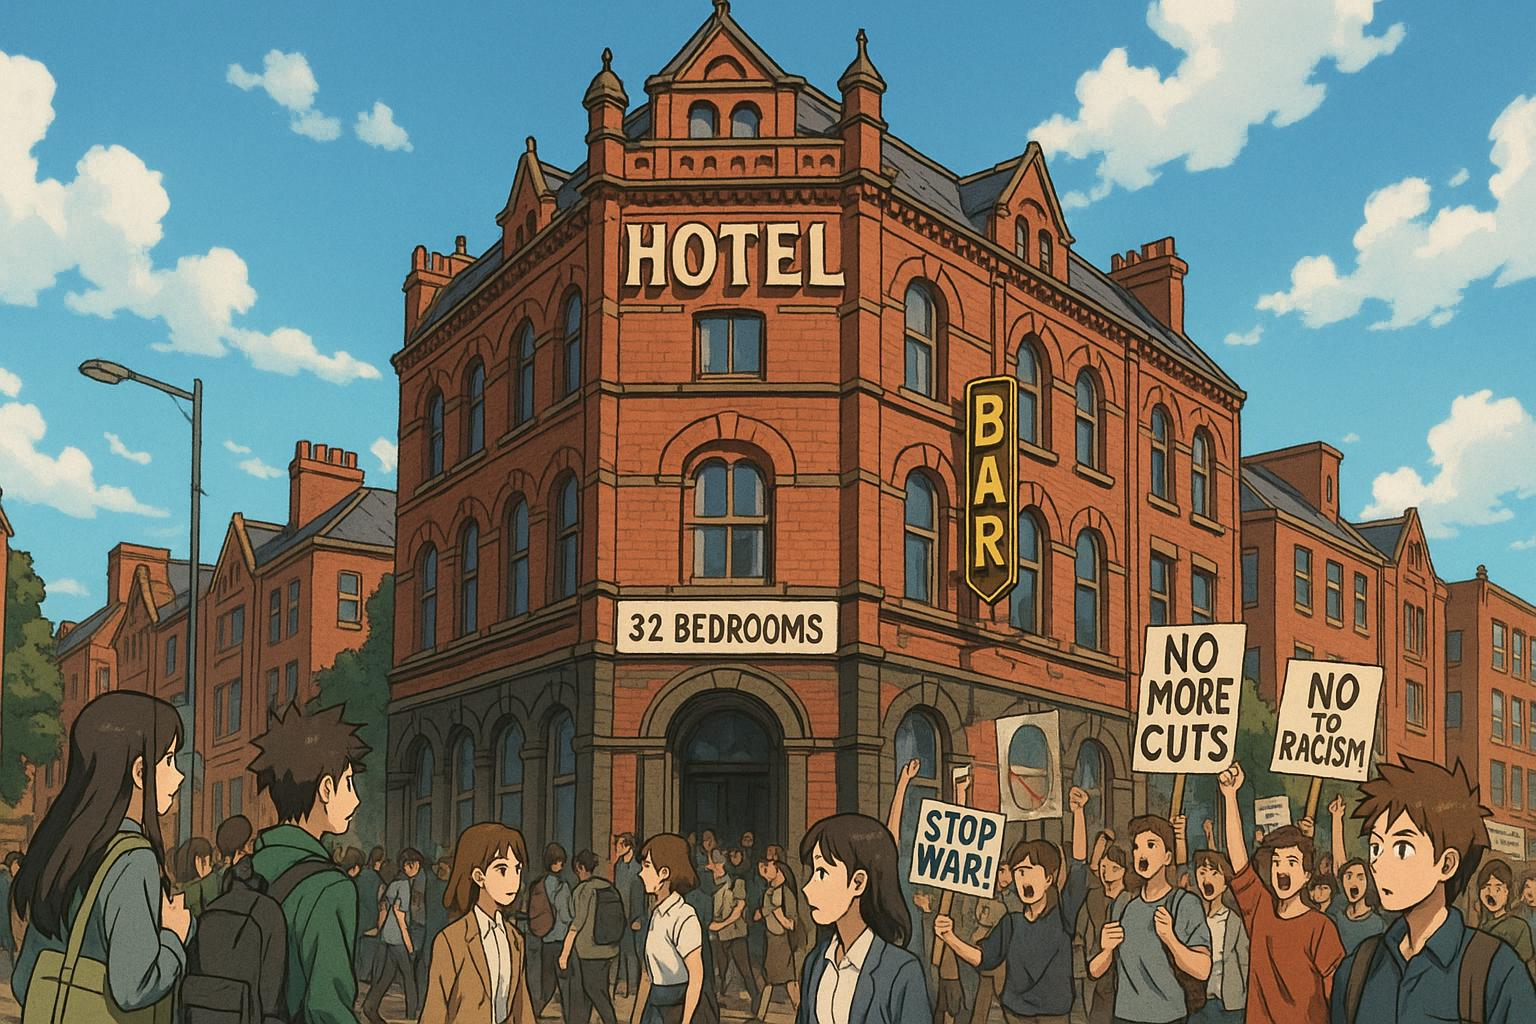 HOTEL
BAR
32 BEDROOMS
NO
MORE
CUTS
NO
TO
RACISM
STOP
WAR!